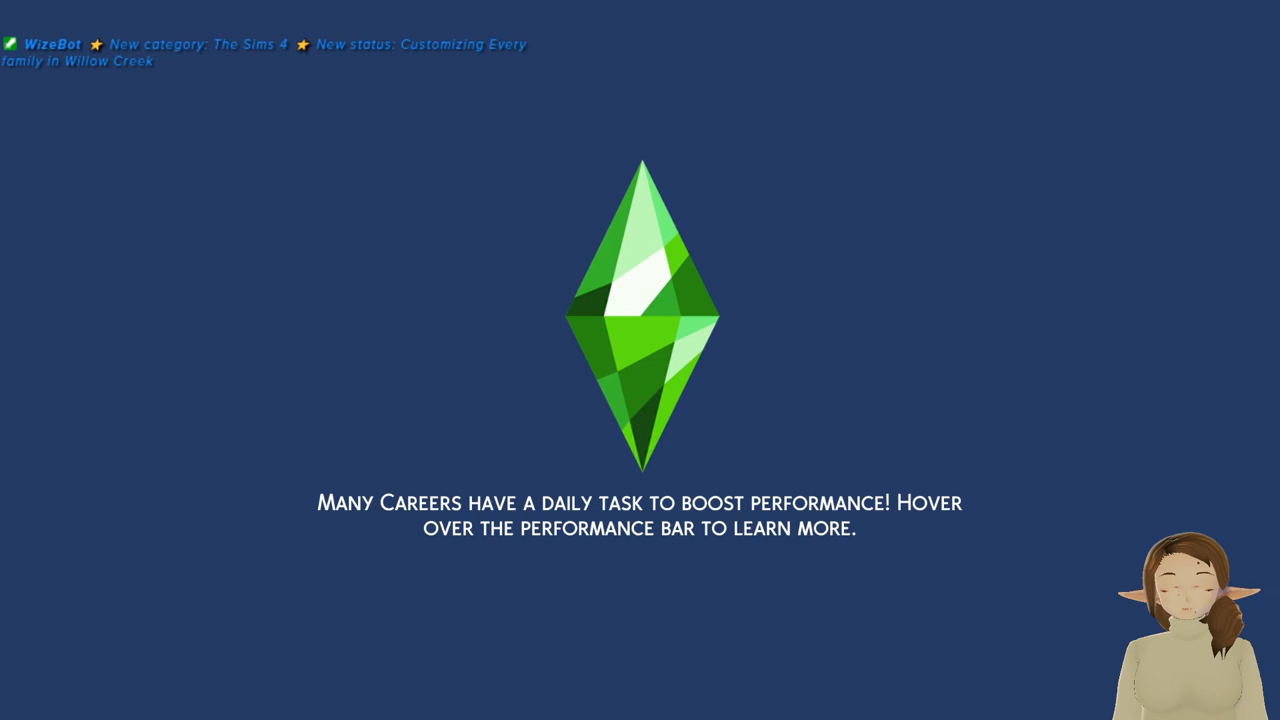 WizeBot ⭐ New category: The Sims 4 ⭐ New status: Customizing Every
family in Willow Creek
Many Careers have a daily task to boost performance! Hover
over the performance bar to learn more.